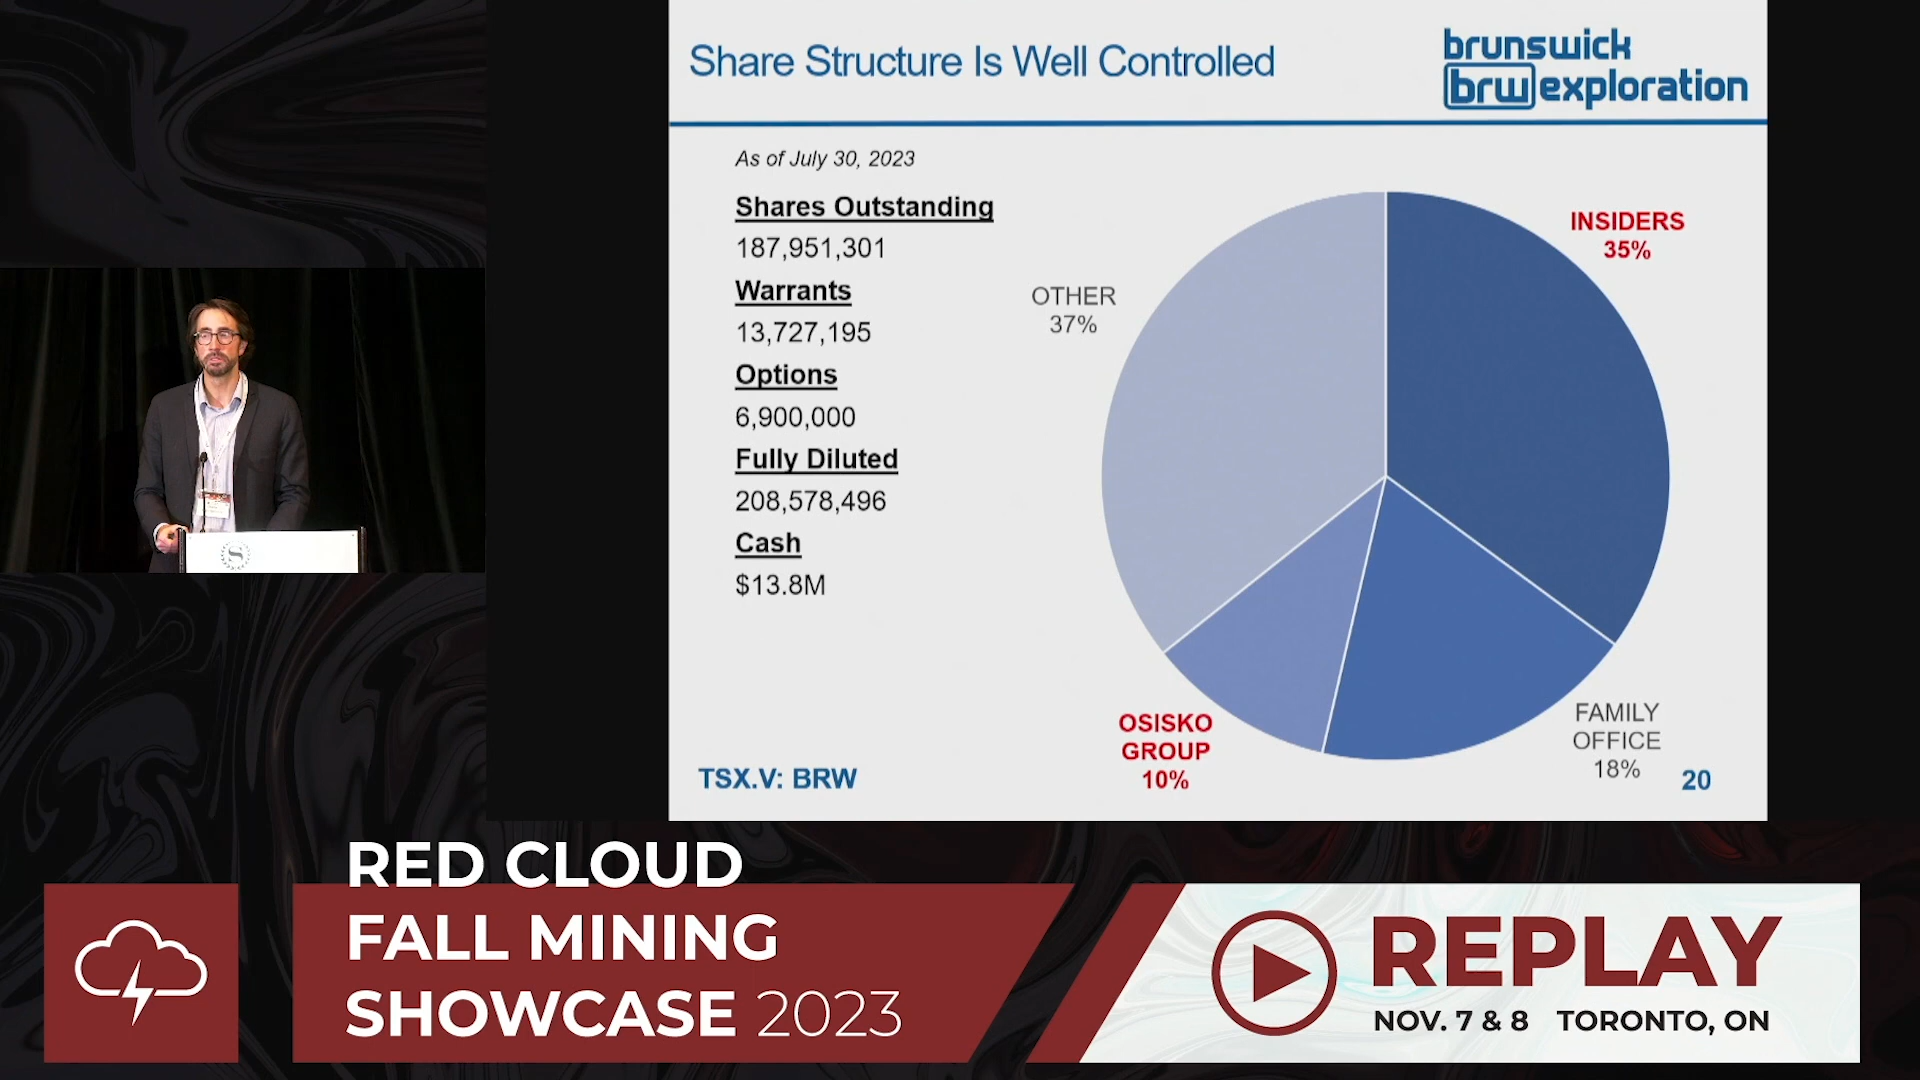 Share Structure Is Well Controlled
brunswick
brw exploration
As of July 30, 2023
Shares Outstanding
187,951,301
Warrants
13,727,195
Options
6,900,000
Fully Diluted
208,578,496
Cash
$13.8M
INSIDERS
35%
OTHER
37%
OSISKO
GROUP
10%
FAMILY
OFFICE
18%
TSX.V: BRW
20
S
RED CLOUD
FALL MINING
SHOWCASE 2023
REPLAY
NOV. 7 & 8 TORONTO, ON